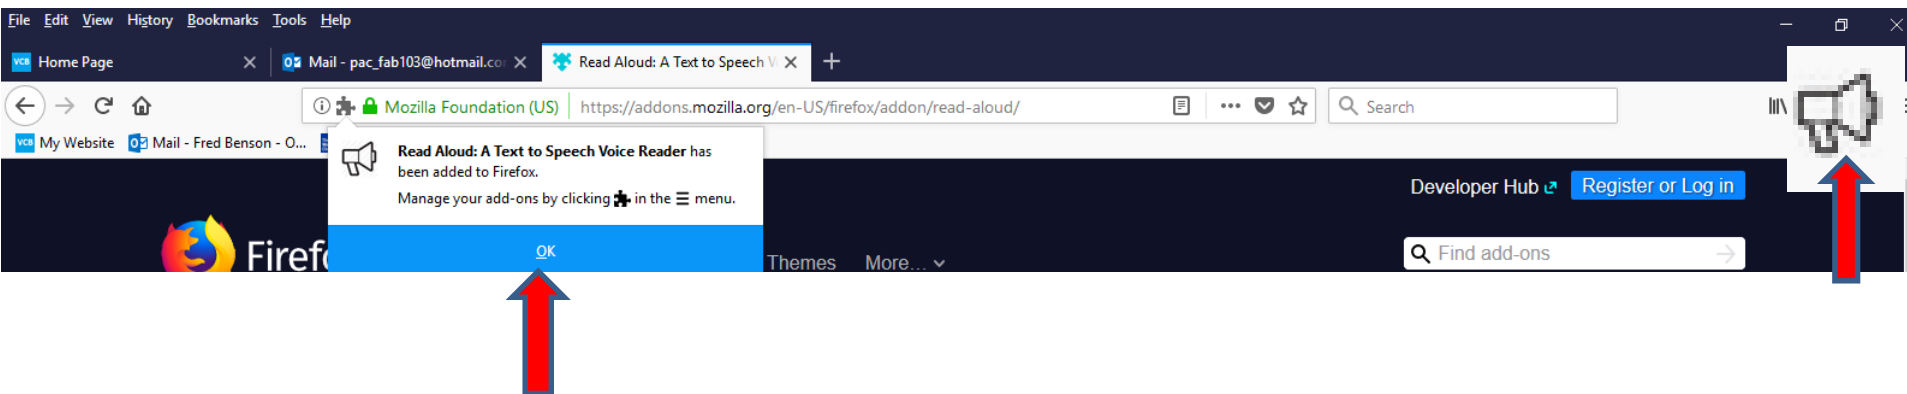 File Edit View History Bookmarks Tools Help
VCB Home Page
Mail - pac_fab103@hotmail.co
Read Aloud: A Text to Speech
Mozilla Foundation (US) https://addons.mozilla.org/en-US/firefox/addon/read-aloud/
Search
VCB My Website
Mail - Fred Benson - O...
Read Aloud: A Text to Speech Voice Reader has
been added to Firefox.
Manage your add-ons by clicking in the menu.
OK
Developer Hub Register or Log in
Firefo
Themes More...
Find add-ons